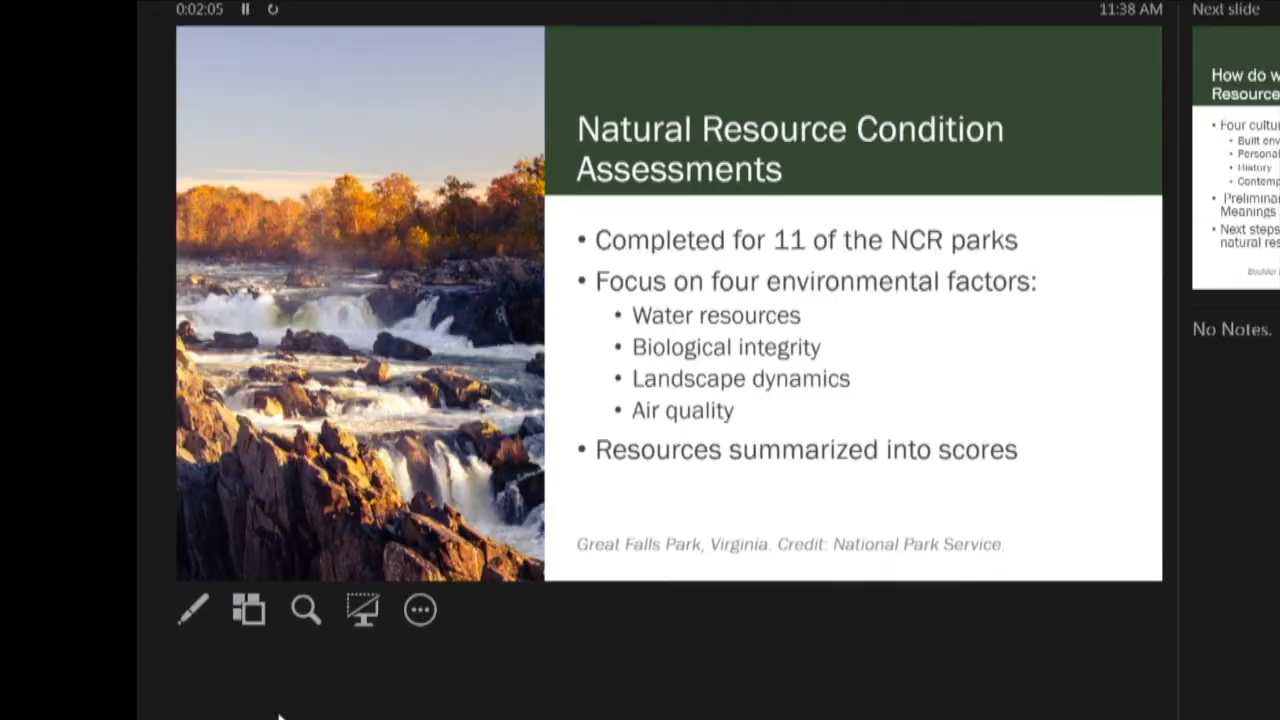 0:02:05
11:38 AM
Next slide
Natural Resource Condition
Assessments
• Completed for 11 of the NCR parks
• Focus on four environmental factors:
• Water resources
• Biological integrity
• Landscape dynamics
• Air quality
• Resources summarized into scores
Great Falls Park, Virginia. Credit: National Park Service.
How do w
Resource
• Four cultu
• Built env
• Personal
• History
• Contemp
• Preliminar
Meanings
• Next steps
natural res
Boulder
No Notes.